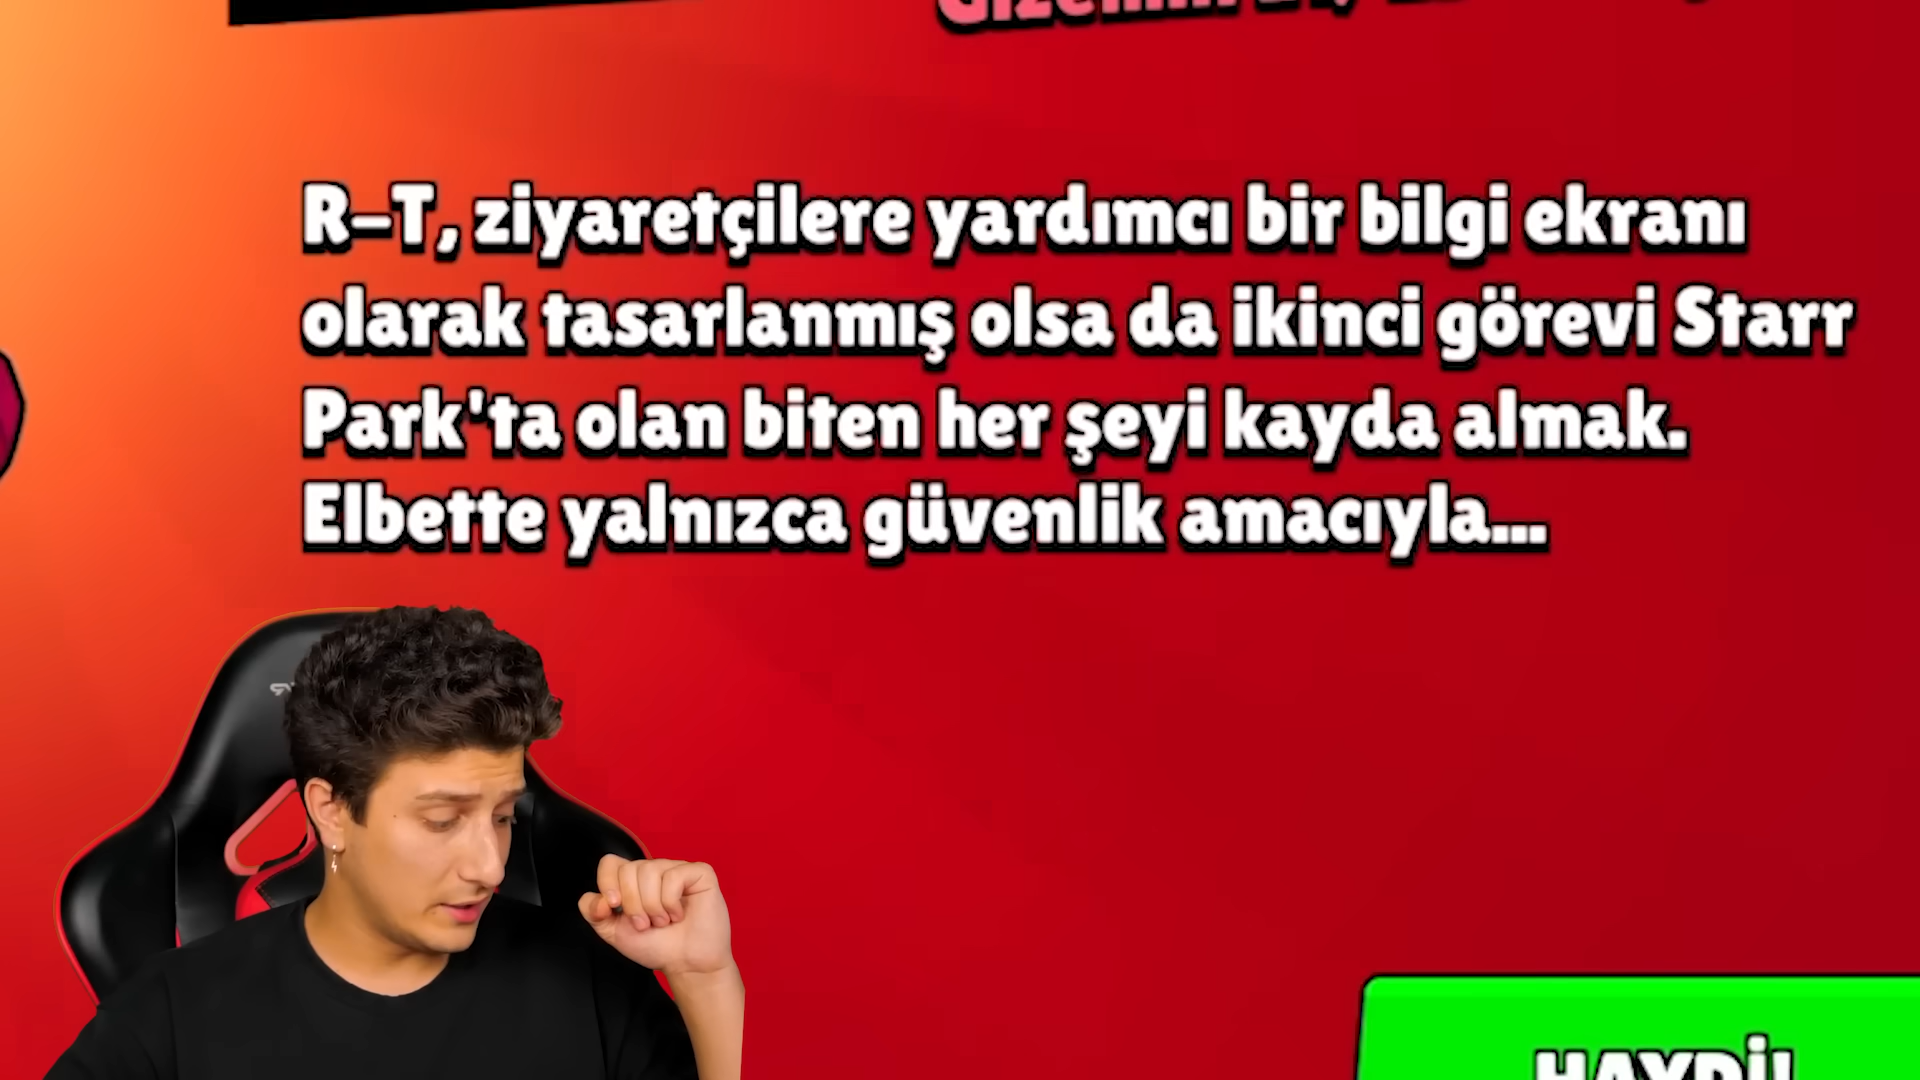 R-T, ziyaretçilere yardımcı bir bilgi ekranı
olarak tasarlanmış olsa da ikinci görevi Starr
Park'ta olan biten her şeyi kayda almak.
Elbette yalnızca güvenlik amacıyla...
HAYDİ!